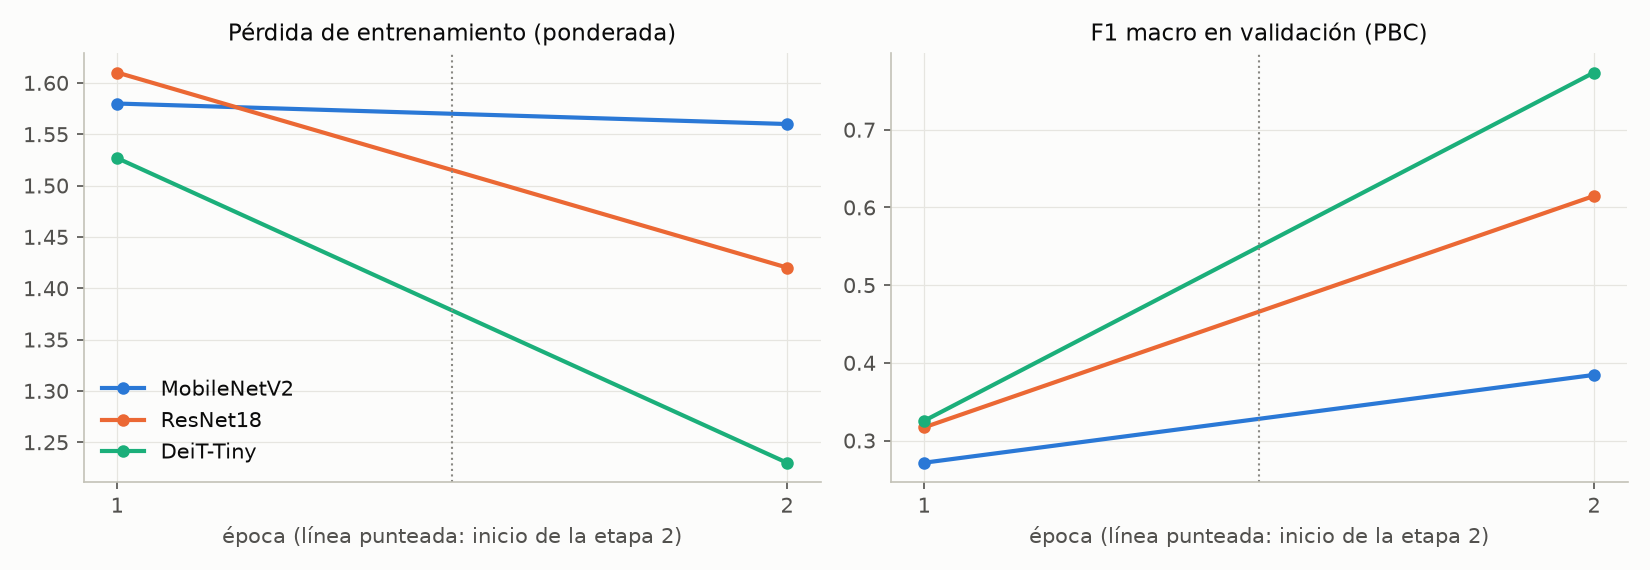 Pérdida de entrenamiento (ponderada)
1.60
1.55
1.50
1.45
1.40
1.35
1.30
1.25
MobileNetV2
ResNet18
DeiT-Tiny
1
2
época (línea punteada: inicio de la etapa 2)
F1 macro en validación (PBC)
0.7
0.6
0.5
0.4
0.3
1
2
época (línea punteada: inicio de la etapa 2)